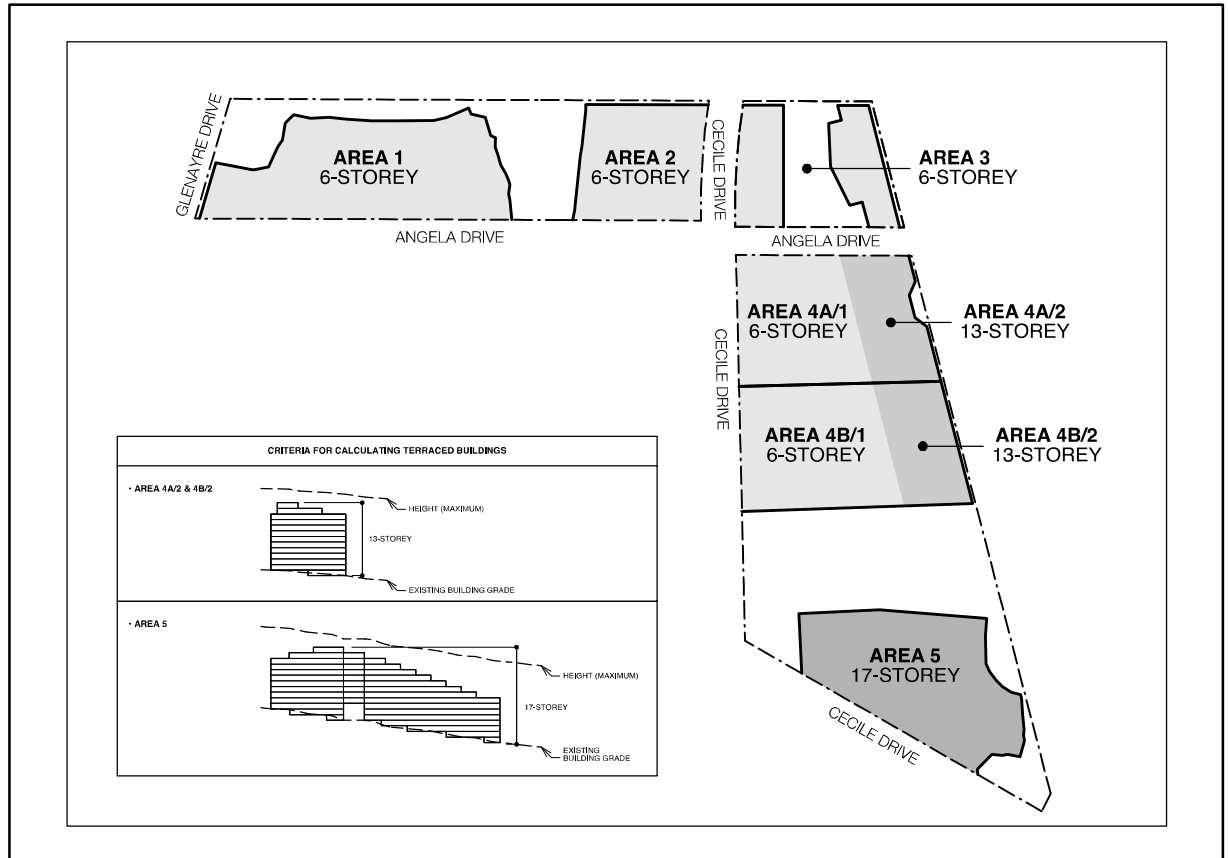 GLENAYRE DRIVE
AREA 1
6-STOREY
AREA 2
6-STOREY
CECILE DRIVE
AREA 3
6-STOREY
ANGELA DRIVE
ANGELA DRIVE
AREA 4A/1
6-STOREY
AREA 4A/2
13-STOREY
CECILE DRIVE
AREA 4B/1
6-STOREY
AREA 4B/2
13-STOREY
AREA 5
17-STOREY
CECILE DRIVE
CRITERIA FOR CALCULATING TERRACED BUILDINGS
• AREA 4A/2 & 4B/2
HEIGHT (MAXIMUM)
13-STOREY
EXISTING BUILDING GRADE
• AREA 5
HEIGHT (MAXIMUM)
17-STOREY
EXISTING
BUILDING GRADE